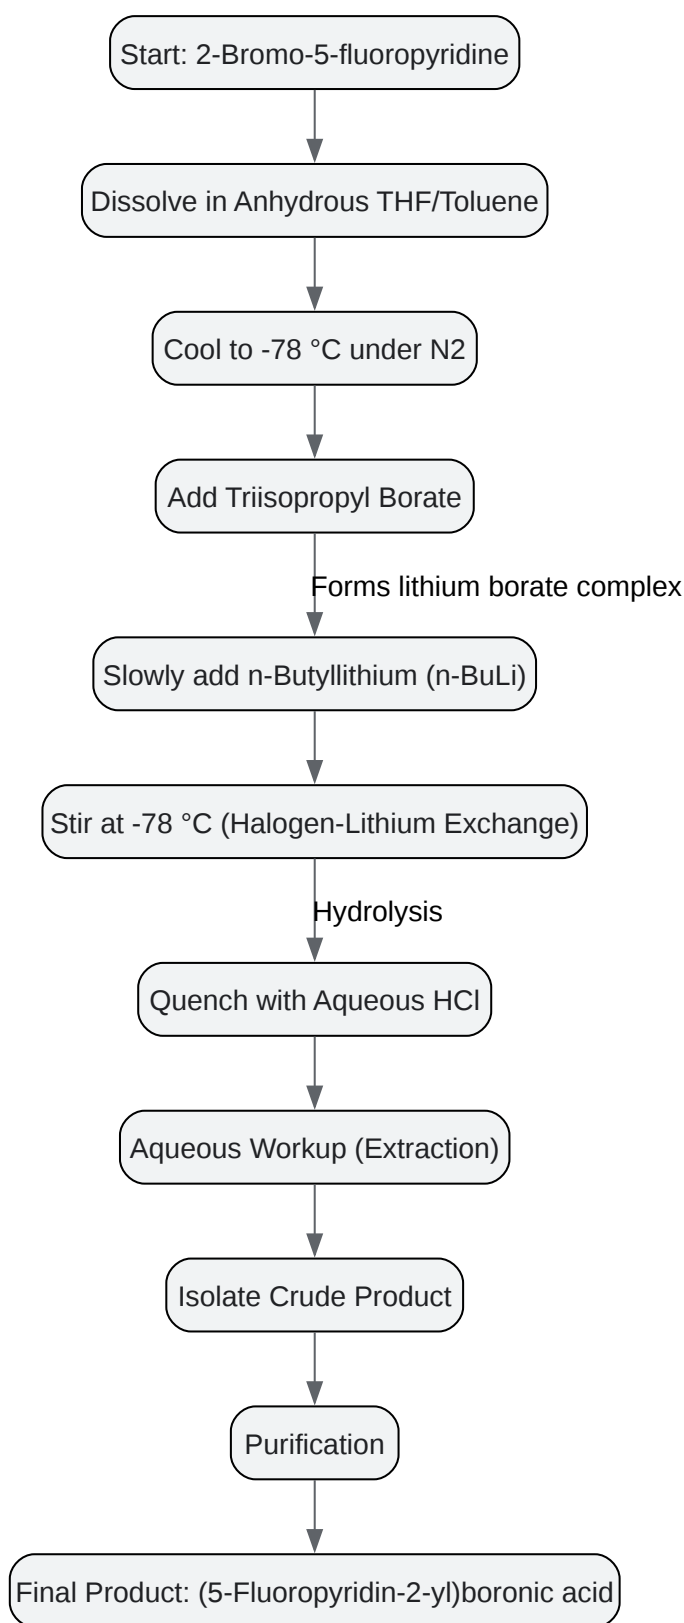 Start: 2-Bromo-5-fluoropyridine
Dissolve in Anhydrous THF/Toluene
Cool to -78 °C under N2
Add Triisopropyl Borate
Forms lithium borate complex
Slowly add n-Butyllithium (n-BuLi)
Stir at -78 °C (Halogen-Lithium Exchange)
Hydrolysis
Quench with Aqueous HCl
Aqueous Workup (Extraction)
Isolate Crude Product
Purification
Final Product: (5-Fluoropyridin-2-yl)boronic acid